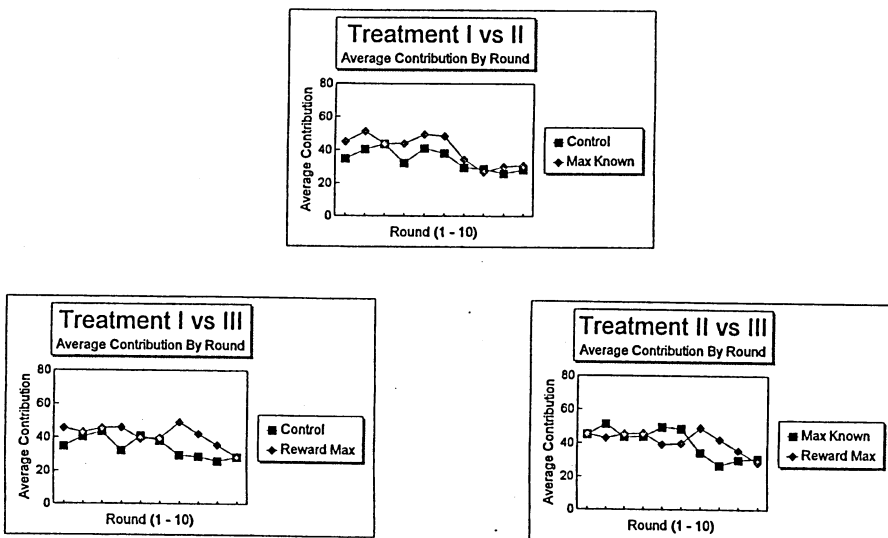 Treatment I vs II
Average Contribution By Round
80
60
40
20
0
Average Contribution
Round (1 - 10)
Control
Max Known
Treatment I vs III
Average Contribution By Round
80
60
40
20
0
Average Contribution
Round (1 - 10)
Control
Reward Max
Treatment II vs III
Average Contribution By Round
80
60
40
20
0
Average Contribution
Round (1 - 10)
Max Known
Reward Max